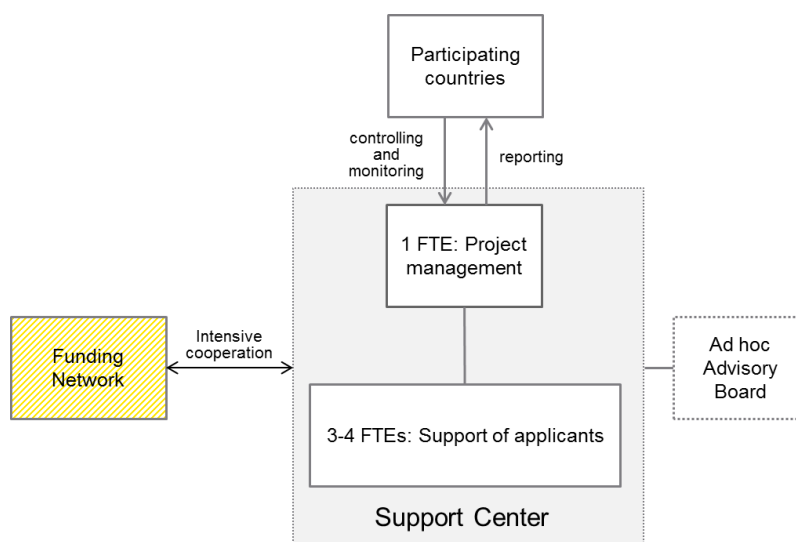 Participating
countries
controlling
and
monitoring
reporting
1 FTE: Project
management
Funding
Network
Intensive
cooperation
Ad hoc
Advisory
Board
3-4 FTEs: Support of applicants
Support Center